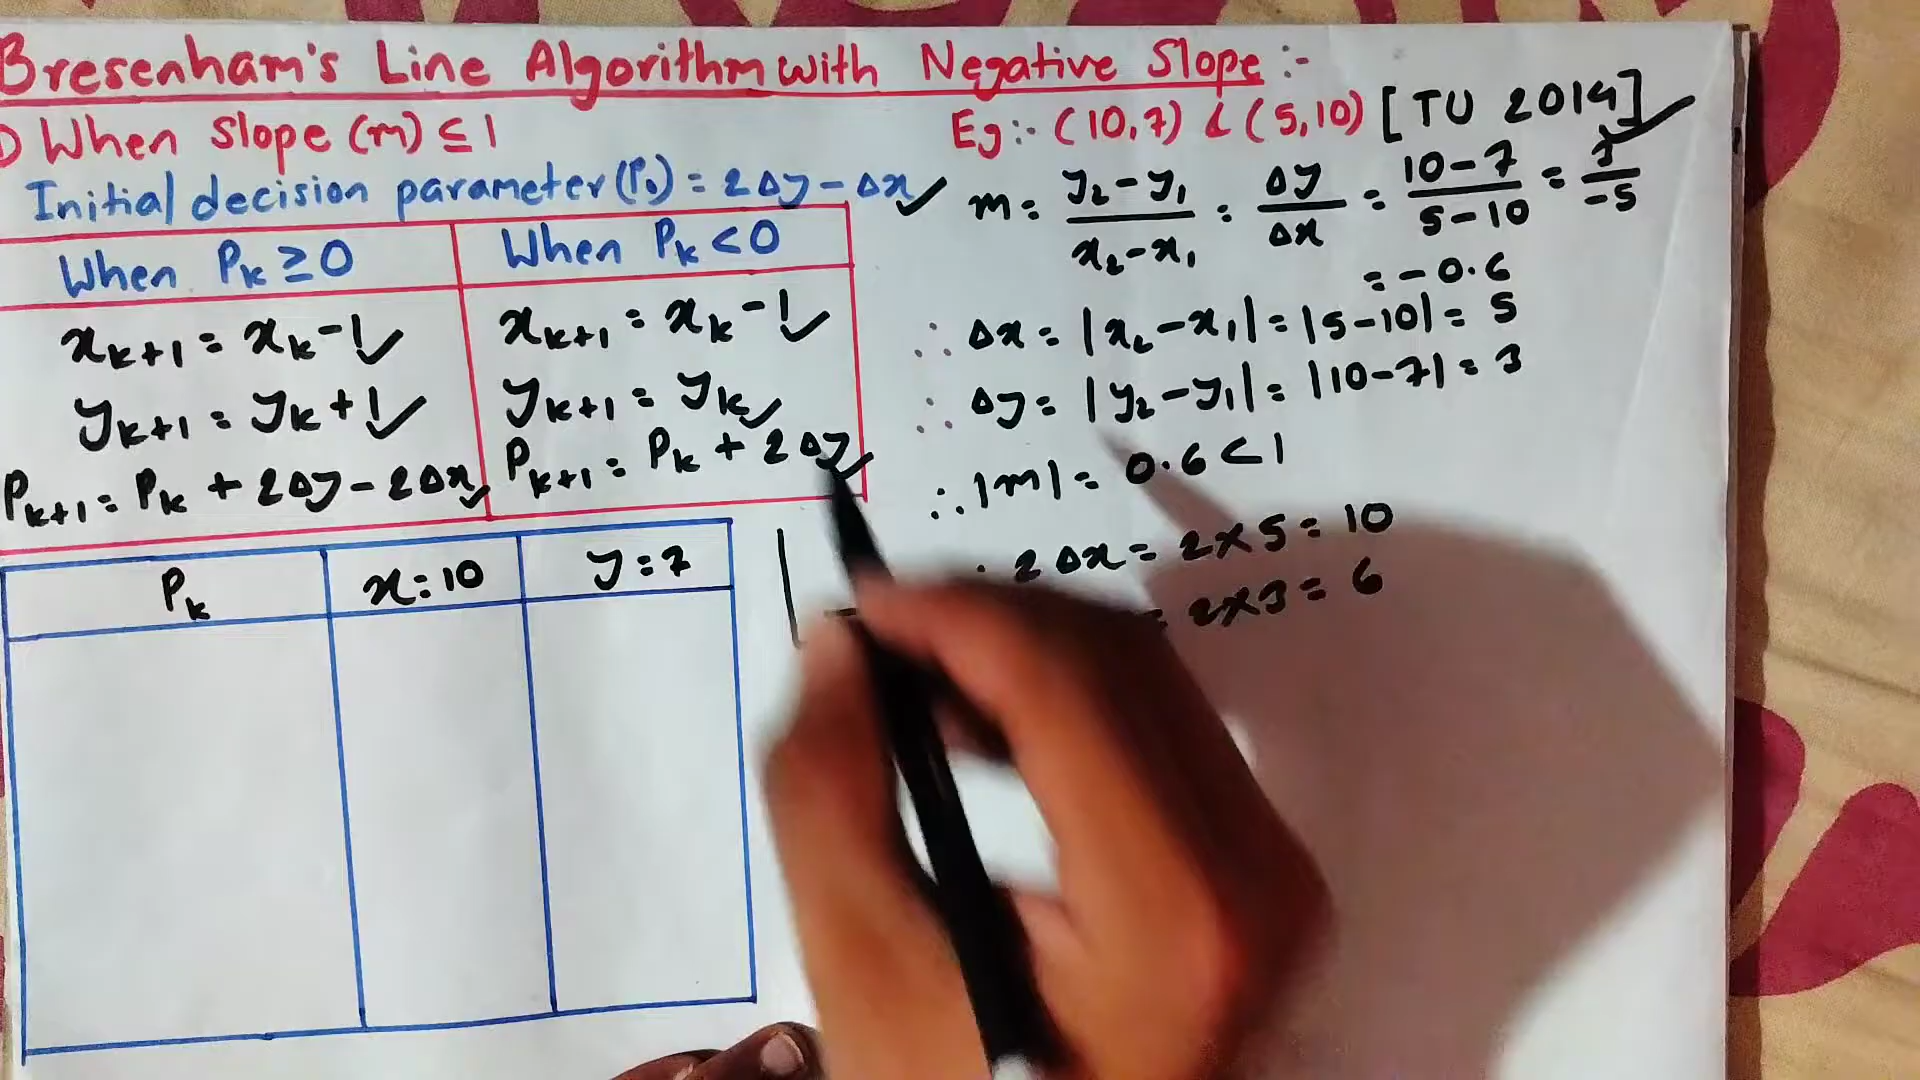 Bresenham's Line Algorithm with Negative Slope :-
When Slope (m) ≤ 1
Initial decision parameter (P₀) = 2Δy - Δx
When Pk ≥ 0
xk+1 = xk - 1
yk+1 = yk + 1
Pk+1 = Pk + 2Δy - 2Δx
When Pk < 0
xk+1 = xk - 1
yk+1 = yk
Pk+1 = Pk + 2Δy
Pk x = 10 y = 7
Eg :- (10,7) & (5,10) [TU 2014]
m = y₂ - y₁ / x₂ - x₁ = Δy / Δx = 10 - 7 / 5 - 10 = 3 / -5
= -0.6
∴ Δx = |x₂ - x₁| = |5 - 10| = 5
∴ Δy = |y₂ - y₁| = |10 - 7| = 3
∴ |m| = 0.6 < 1
2Δx = 2 × 5 = 10
= 2 × 3 = 6